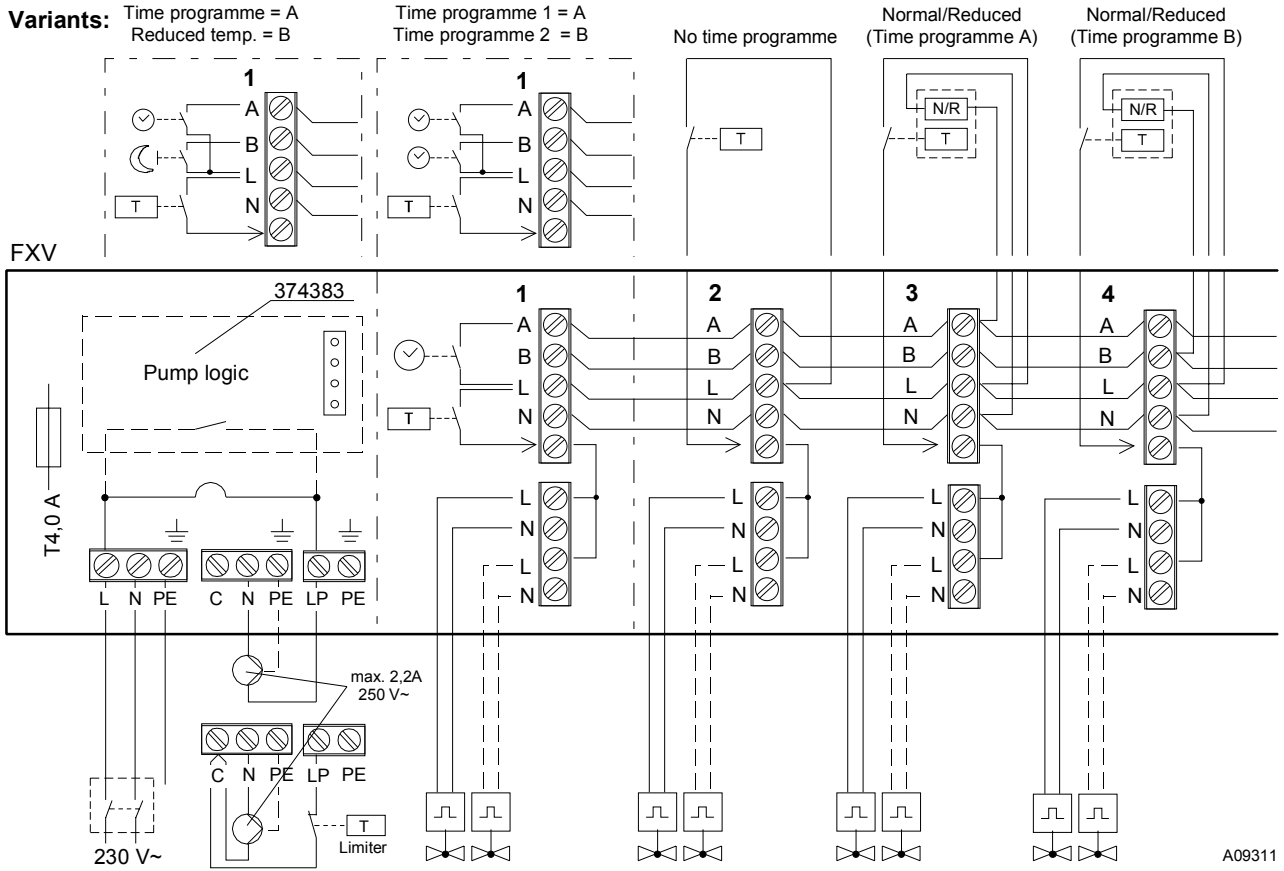 Variants:
Time programme = A
Reduced temp. = B
Time programme 1 = A
Time programme 2 = B
No time programme
Normal/Reduced
(Time programme A)
Normal/Reduced
(Time programme B)
1
A
B
L
N
T
1
A
B
L
N
T
T
N/R
T
N/R
T
FXV
374383
Pump logic
T4,0 A
1
A
B
L
N
T
L
N
L
N
2
A
B
L
N
L
N
L
N
3
A
B
L
N
L
N
L
N
4
A
B
L
N
L
N
L
N
L N PE
C N PE
LP PE
max. 2,2A
250 V~
C N PE
LP PE
T
Limiter
230 V~
A09311